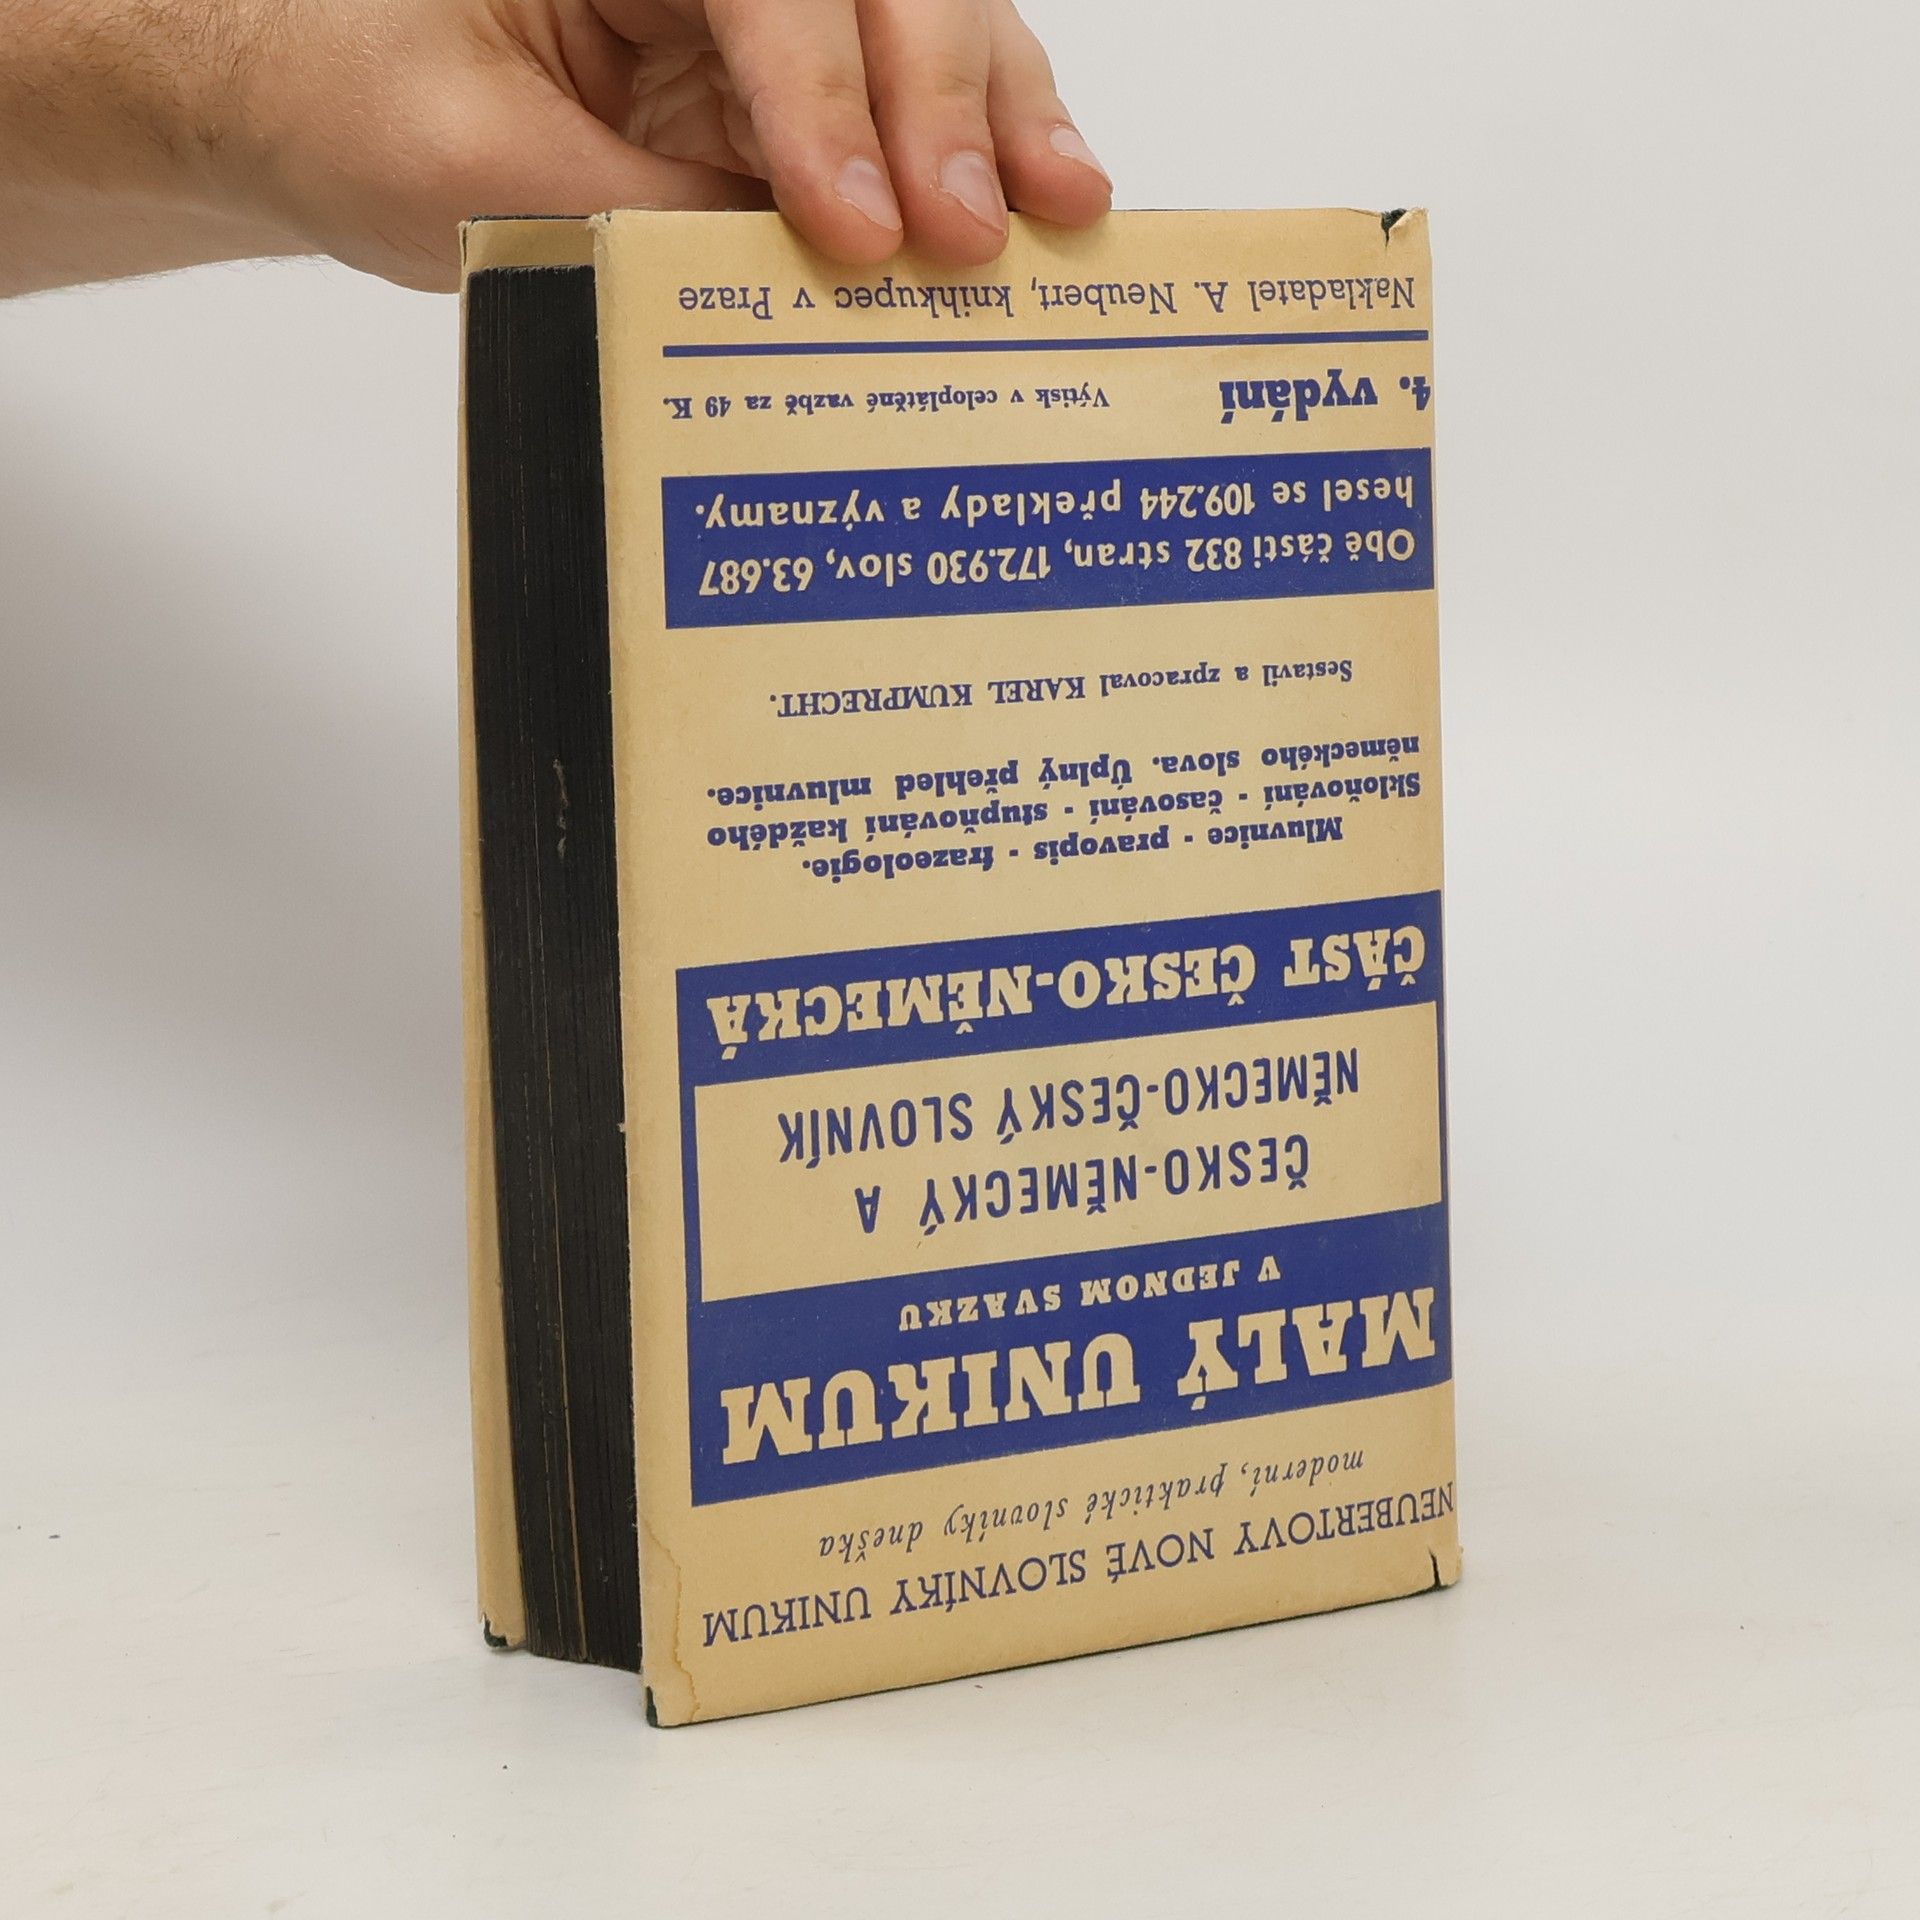 NEUBERTOVY NOVÉ SLOVNÍKY UNIKUM
moderní, praktické slovníky dneška
MALÝ UNIKUM
V JEDNOM SVAZKU
ČESKO-NĚMECKÝ A
NĚMECKO-ČESKÝ SLOVNÍK
ČÁST ČESKO-NĚMECKÁ
Mluvnice - pravopis - frazeologie.
Skloňování - časování - stupňování každého
německého slova. Úplný přehled mluvnice.
Sestavil a zpracoval KAREL KUMPRECHT.
Obě části 832 stran, 172.930 slov, 63.687
hesel se 109.244 překlady a významy.
4. vydání Výtisk v celoplátěné vazbě za 49 K.
Nakladatel A. Neubert, knihkupec v Praze